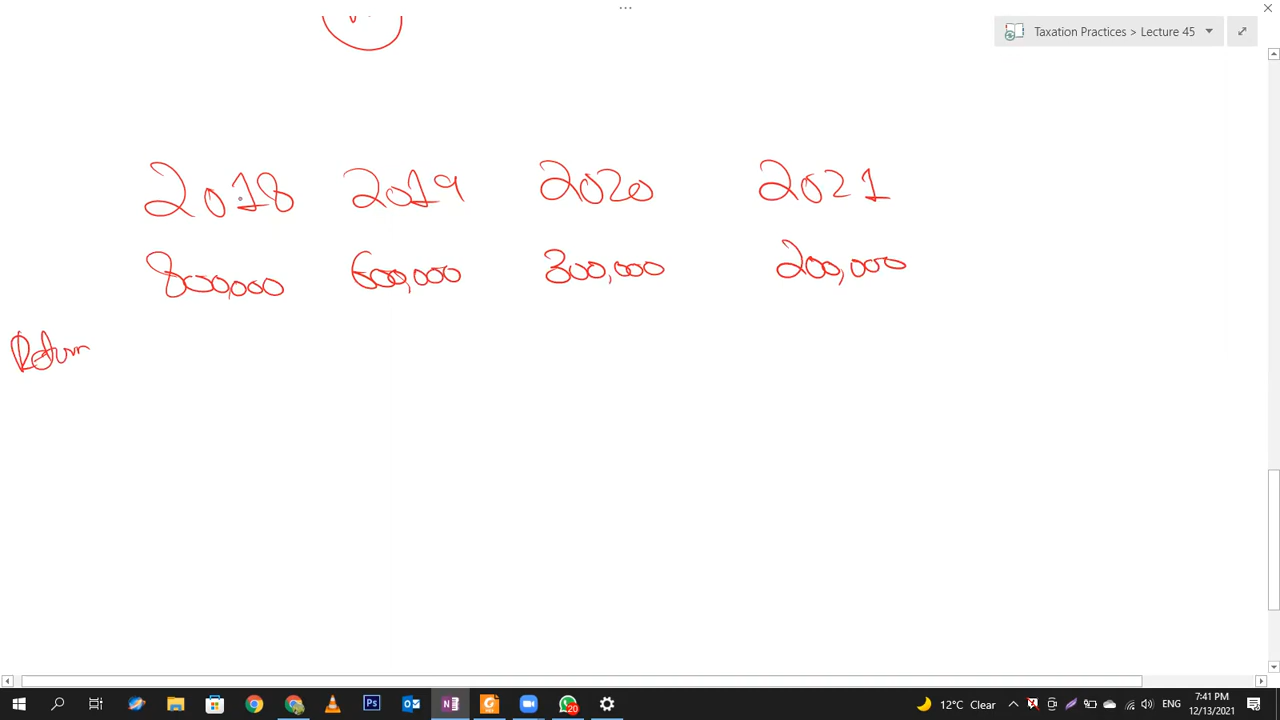 Taxation Practices > Lecture 45
2018 2019 2020 2021
800,000 600,000 300,000 200,000
Return
20
12°C Clear
ENG
7:41 PM
12/13/2021